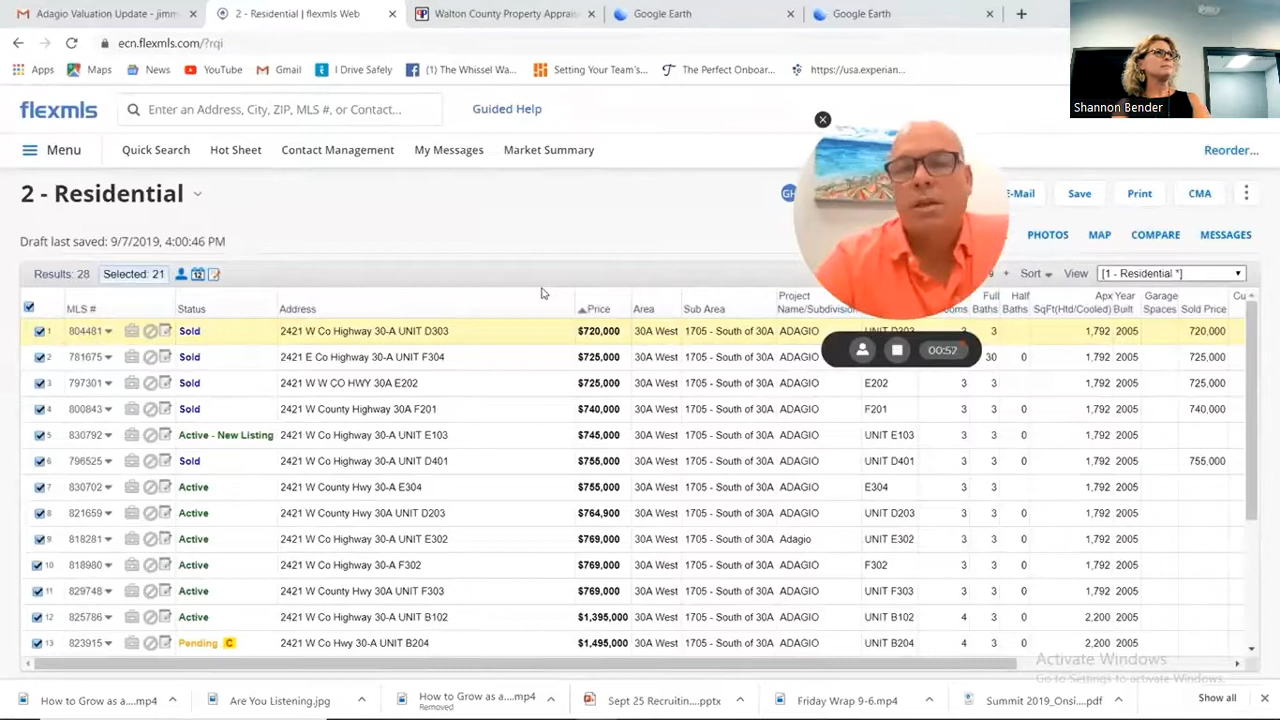 Adagio Valuation Update - jimm
2 - Residential | flexmls Web
Walton County Property Apprais
Google Earth
Google Earth
ecn.flexmls.com/?rqi
Apps
Maps
News
YouTube
Gmail
I Drive Safely
(1) The Whissel Wa...
Setting Your Team's...
The Perfect Onboar...
https://usa.experian...
Shannon Bender
flexmls
Enter an Address, City, ZIP, MLS #, or Contact...
Guided Help
Menu
Quick Search
Hot Sheet
Contact Management
My Messages
Market Summary
Reorder...
2 - Residential
GH
E-Mail
Save
Print
CMA
Draft last saved: 9/7/2019, 4:00:46 PM
PHOTOS
MAP
COMPARE
MESSAGES
Results: 28
Selected: 21
12
Sort
View
[1 - Residential *]
MLS # Status Address Price Area Sub Area Project Name/Subdivision Full Baths Half Baths Apx SqFt(Htd/Cooled) Year Built Garage Spaces Sold Price Cu
1 804481 Sold 2421 W Co Highway 30-A UNIT D303 $720,000 30A West 1705 - South of 30A ADAGIO UNIT D303 3 1,792 2005 720,000
2 781675 Sold 2421 E Co Highway 30-A UNIT F304 $725,000 30A West 1705 - South of 30A ADAGIO 30 1,792 2005 725,000
3 797301 Sold 2421 W W CO HWY 30A E202 $725,000 30A West 1705 - South of 30A ADAGIO E202 3 3 1,792 2005 725,000
4 800843 Sold 2421 W County Highway 30A F201 $740,000 30A West 1705 - South of 30A ADAGIO F201 3 3 0 1,792 2005 740,000
5 830792 Active - New Listing 2421 W Co Highway 30-A UNIT E103 $745,000 30A West 1705 - South of 30A ADAGIO UNIT E103 3 3 0 1,792 2005
6 796525 Sold 2421 W Co Highway 30-A UNIT D401 $755,000 30A West 1705 - South of 30A ADAGIO UNIT D401 3 3 0 1,792 2005 755,000
7 830702 Active 2421 W Co Hwy 30-A E304 $755,000 30A West 1705 - South of 30A ADAGIO E304 3 3 1,792 2005
8 821659 Active 2421 W County Hwy 30A UNIT D203 $764,900 30A West 1705 - South of 30A ADAGIO UNIT D203 3 3 0 1,792 2005
9 818281 Active 2421 W Co Highway 30-A UNIT E302 $769,000 30A West 1705 - South of 30A Adagio UNIT E302 3 3 0 1,792 2005
10 818980 Active 2421 W Co Highway 30-A F302 $769,000 30A West 1705 - South of 30A ADAGIO F302 3 3 0 1,792 2005
11 829748 Active 2421 W County Hwy 30-A UNIT F303 $769,000 30A West 1705 - South of 30A ADAGIO UNIT F303 3 3 0 1,792 2005
12 825786 Active 2421 W Co Highway 30-A UNIT B102 $1,395,000 30A West 1705 - South of 30A ADAGIO UNIT B102 4 3 0 2,200 2005
13 823915 Pending C 2421 W Co Hwy 30-A UNIT B204 $1,495,000 30A West 1705 - South of 30A ADAGIO UNIT B204 4 3 0 2,200 2005
Activate Windows
Go to Settings to activate Windows.
How to Grow as a....mp4
Are You Listening.jpg
How to Grow as a....mp4
Removed
Sept 25 Recruitin....pptx
Friday Wrap 9-6.mp4
Summit 2019_Onsi....pdf
Show all